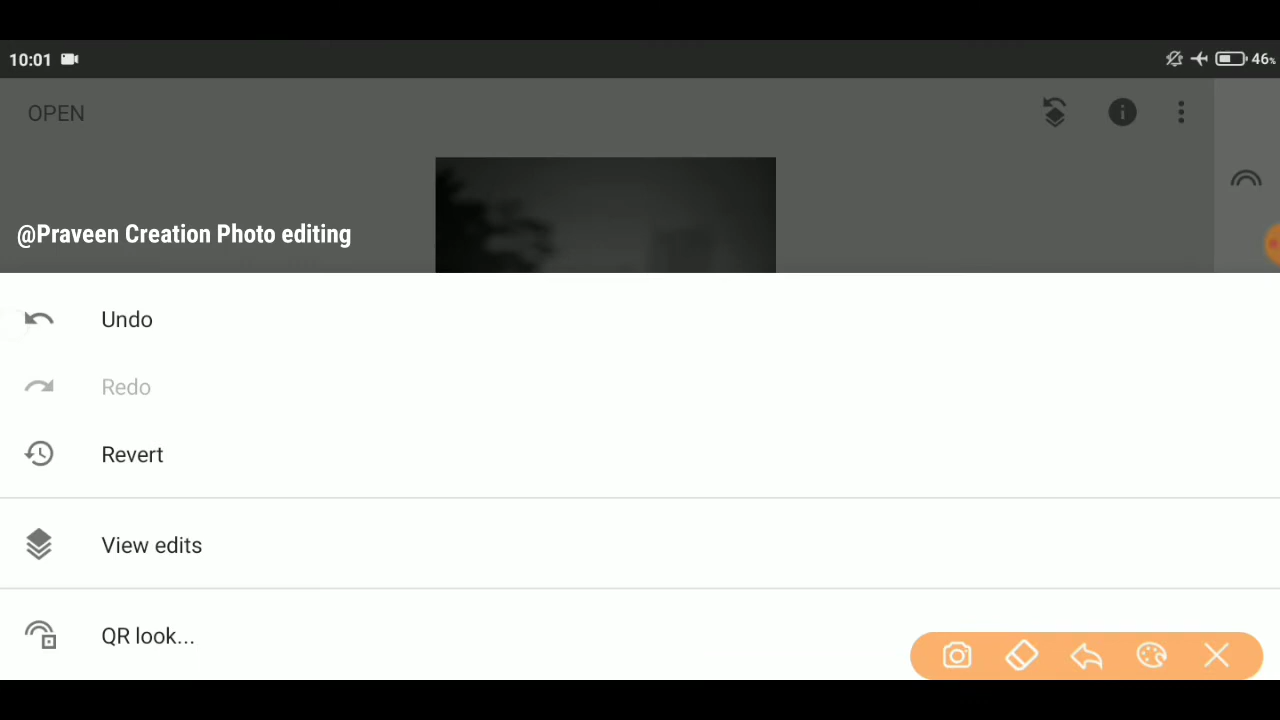 10:01
46%
OPEN
@Praveen Creation Photo editing
Undo
Redo
Revert
View edits
QR look...